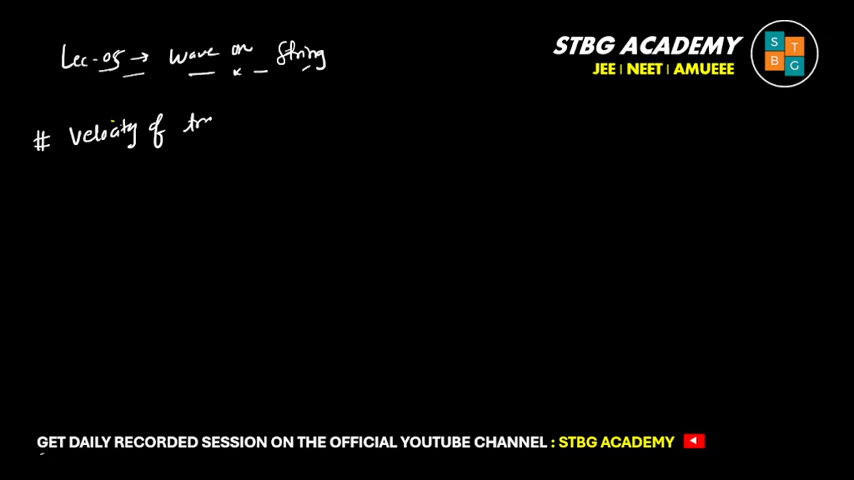 Lec-05 → Wave on String
STBG ACADEMY
JEE | NEET | AMUEEE
S T
B G
# Velocity of tr
GET DAILY RECORDED SESSION ON THE OFFICIAL YOUTUBE CHANNEL : STBG ACADEMY